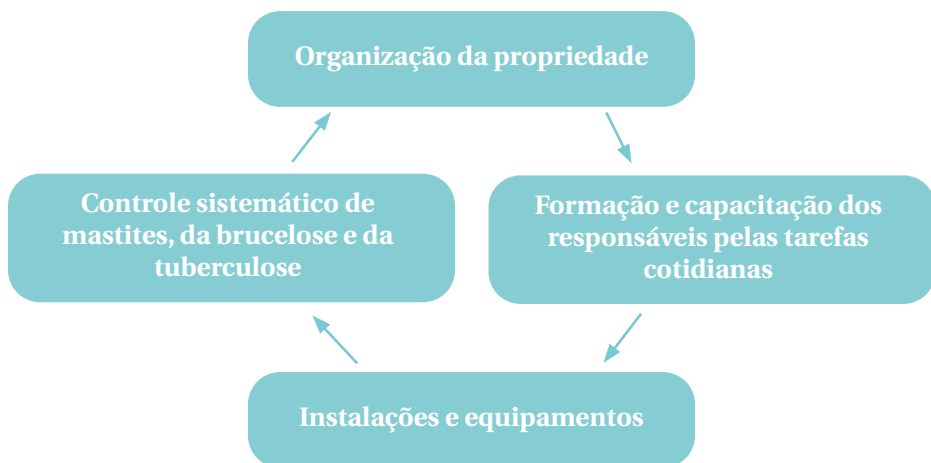 Organização da propriedade
Controle sistemático de
mastites, da brucelose e da
tuberculose
Formação e capacitação dos
responsáveis pelas tarefas
cotidianas
Instalações e equipamentos